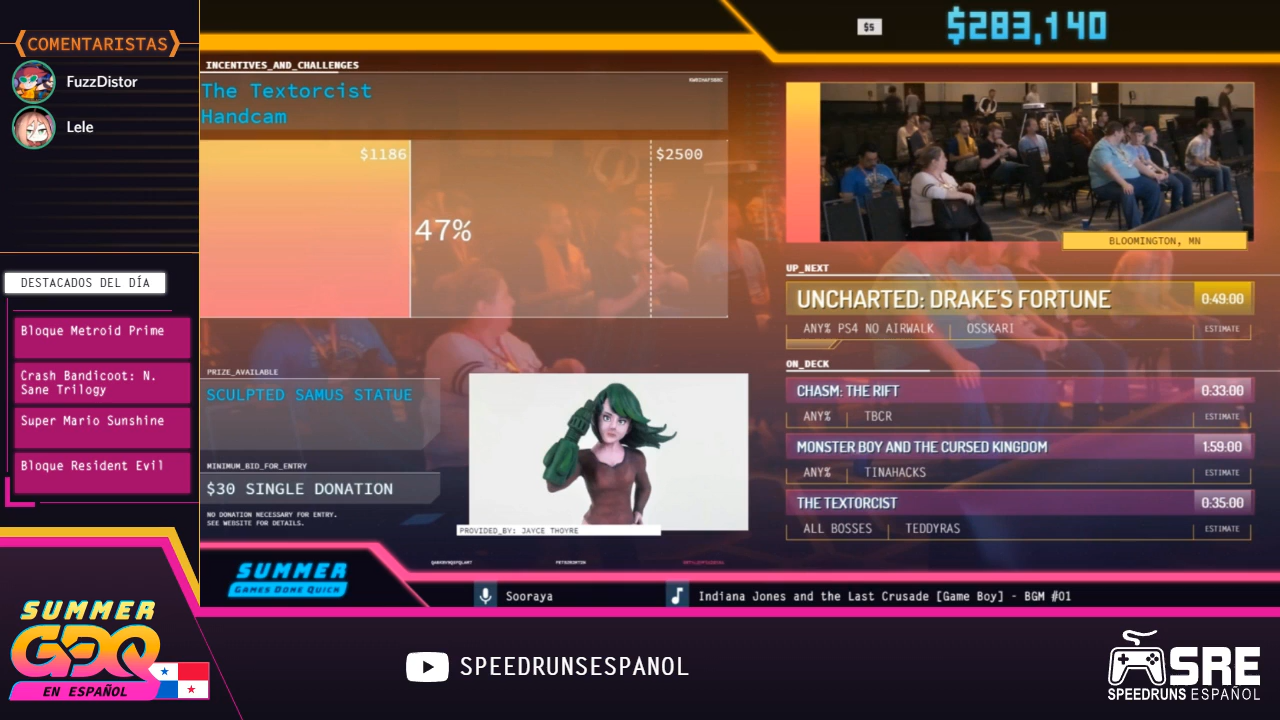 COMENTARISTAS
FuzzDistor
Lele
DESTACADOS DEL DÍA
Bloque Metroid Prime
Crash Bandicoot: N.
Sane Trilogy
Super Mario Sunshine
Bloque Resident Evil
SUMMER
GDQ
EN ESPAÑOL
$5
$283,140
INCENTIVES_AND_CHALLENGES
The Textorcist
Handcam
$1186
$2500
47%
PRIZE_AVAILABLE
SCULPTED SAMUS STATUE
MINIMUM_BID_FOR_ENTRY
$30 SINGLE DONATION
NO DONATION NECESSARY FOR ENTRY.
SEE WEBSITE FOR DETAILS.
PROVIDED_BY: JAYCE THOYRE
BLOOMINGTON, MN
UP_NEXT
UNCHARTED: DRAKE'S FORTUNE
0:49:00
ANY% PS4 NO AIRWALK
OSSKARI
ESTIMATE
ON_DECK
CHASM: THE RIFT
0:33:00
ANY%
TBCR
ESTIMATE
MONSTER BOY AND THE CURSED KINGDOM
1:59:00
ANY%
TINAHACKS
ESTIMATE
THE TEXTORCIST
0:35:00
ALL BOSSES
TEDDYRAS
ESTIMATE
SUMMER
GAMES DONE QUICK
Sooraya
Indiana Jones and the Last Crusade [Game Boy] - BGM #01
SPEEDRUNSESPANOL
SRE
SPEEDRUNS ESPAÑOL